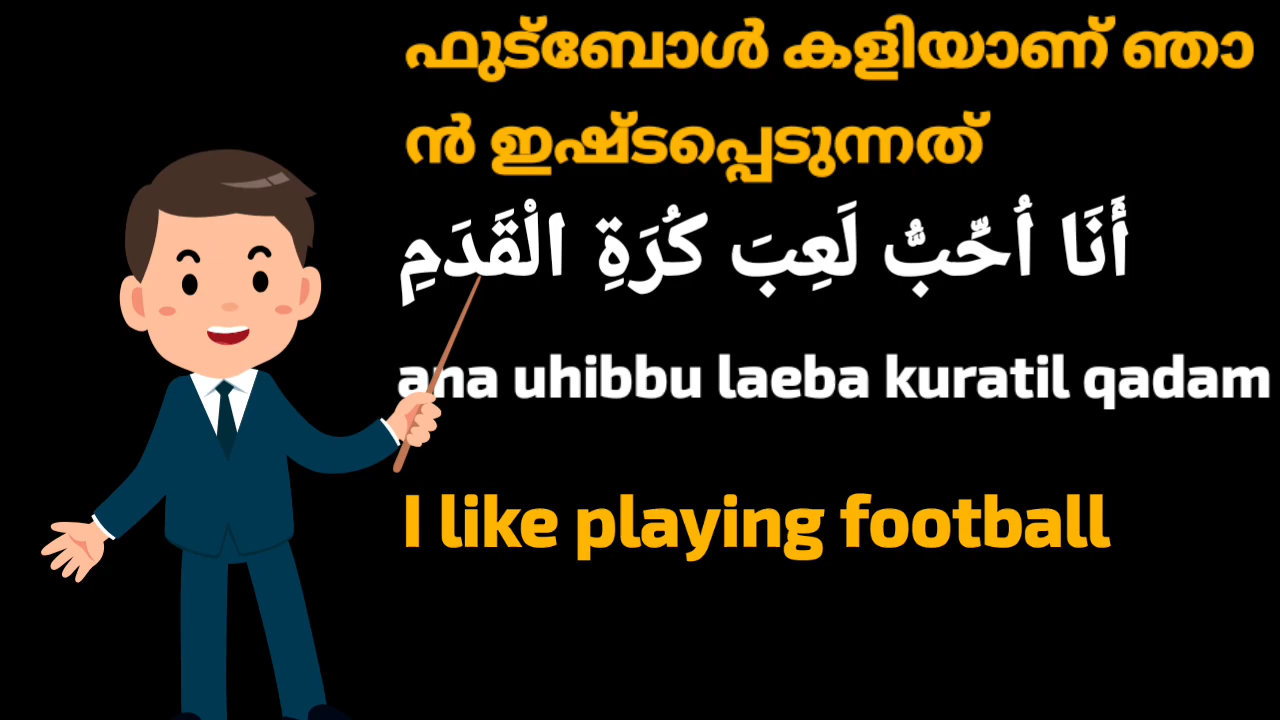 ഫുട്ബോൾ കളിയാണ് ഞാ
ൻ ഇഷ്ടപ്പെടുന്നത്
أَنَا اُحِّبُّ لَعِبَ كُرَةِ الْقَدَمِ
ana uhibbu laeba kuratil qadam
I like playing football